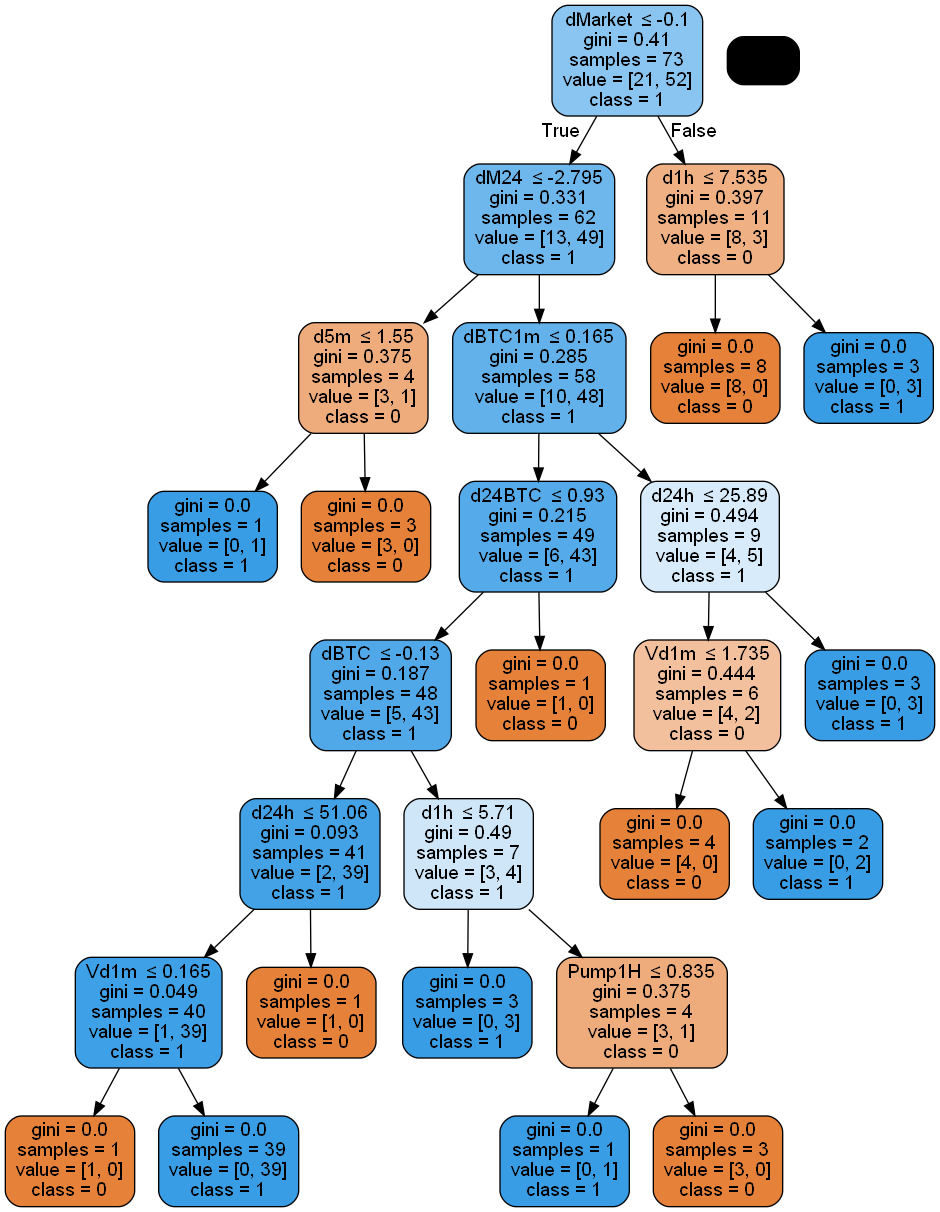 dMarket ≤ -0.1
gini = 0.41
samples = 73
value = [21, 52]
class = 1
True
False
dM24 ≤ -2.795
gini = 0.331
samples = 62
value = [13, 49]
class = 1
d1h ≤ 7.535
gini = 0.397
samples = 11
value = [8, 3]
class = 0
d5m ≤ 1.55
gini = 0.375
samples = 4
value = [3, 1]
class = 0
dBTC1m ≤ 0.165
gini = 0.285
samples = 58
value = [10, 48]
class = 1
gini = 0.0
samples = 8
value = [8, 0]
class = 0
gini = 0.0
samples = 3
value = [0, 3]
class = 1
gini = 0.0
samples = 1
value = [0, 1]
class = 1
gini = 0.0
samples = 3
value = [3, 0]
class = 0
d24BTC ≤ 0.93
gini = 0.215
samples = 49
value = [6, 43]
class = 1
d24h ≤ 25.89
gini = 0.494
samples = 9
value = [4, 5]
class = 1
dBTC ≤ -0.13
gini = 0.187
samples = 48
value = [5, 43]
class = 1
gini = 0.0
samples = 1
value = [1, 0]
class = 0
Vd1m ≤ 1.735
gini = 0.444
samples = 6
value = [4, 2]
class = 0
gini = 0.0
samples = 3
value = [0, 3]
class = 1
d24h ≤ 51.06
gini = 0.093
samples = 41
value = [2, 39]
class = 1
d1h ≤ 5.71
gini = 0.49
samples = 7
value = [3, 4]
class = 1
gini = 0.0
samples = 4
value = [4, 0]
class = 0
gini = 0.0
samples = 2
value = [0, 2]
class = 1
Vd1m ≤ 0.165
gini = 0.049
samples = 40
value = [1, 39]
class = 1
gini = 0.0
samples = 1
value = [1, 0]
class = 0
gini = 0.0
samples = 3
value = [0, 3]
class = 1
Pump1H ≤ 0.835
gini = 0.375
samples = 4
value = [3, 1]
class = 0
gini = 0.0
samples = 1
value = [1, 0]
class = 0
gini = 0.0
samples = 39
value = [0, 39]
class = 1
gini = 0.0
samples = 1
value = [0, 1]
class = 1
gini = 0.0
samples = 3
value = [3, 0]
class = 0